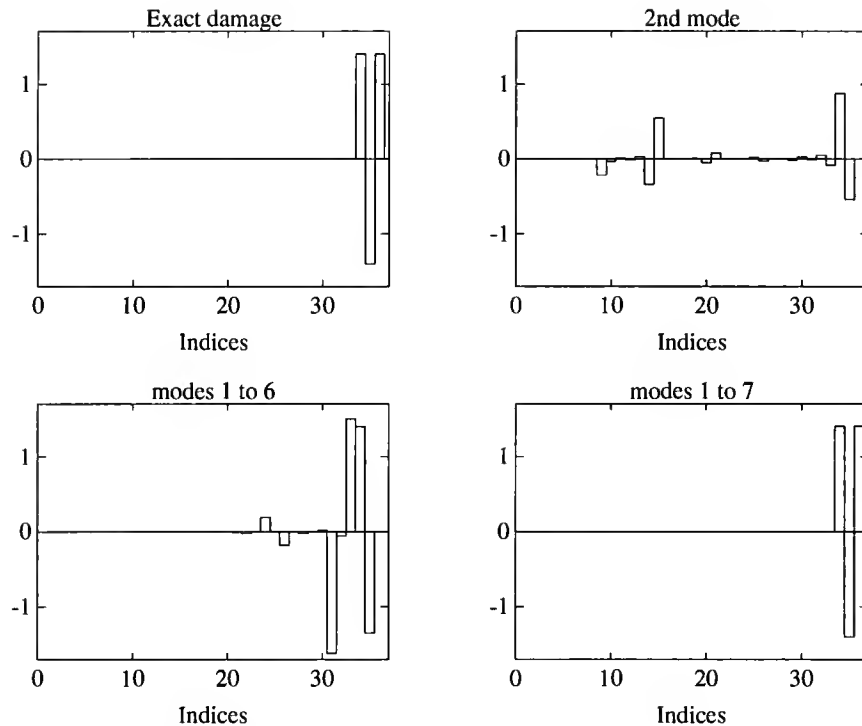 Exact damage
1
0
-1
0 10 20 30
Indices
2nd mode
1
0
-1
0 10 20 30
Indices
modes 1 to 6
1
0
-1
0 10 20 30
Indices
modes 1 to 7
1
0
-1
0 10 20 30
Indices